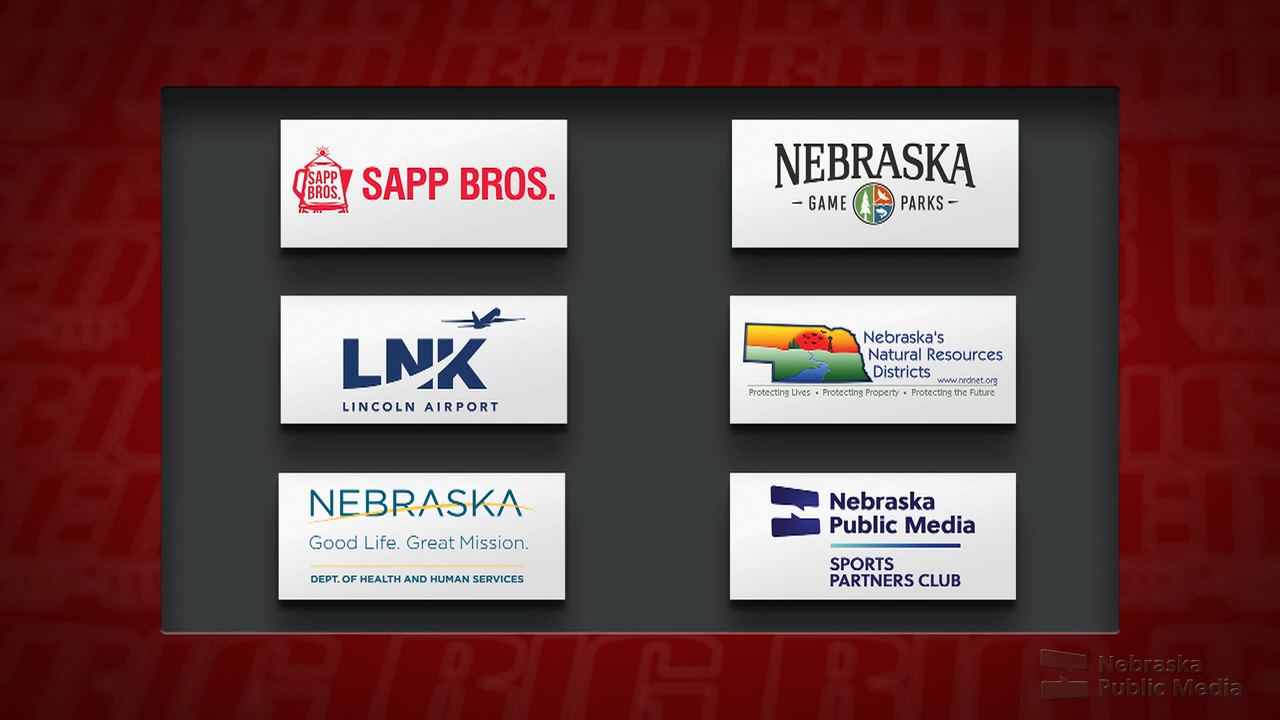 SAPP
BROS.
SAPP BROS.
NEBRASKA
GAME PARKS
LNK
LINCOLN AIRPORT
Nebraska's
Natural Resources
Districts
www.nrdnet.org
Protecting Lives • Protecting Property • Protecting the Future
NEBRASKA
Good Life. Great Mission.
DEPT. OF HEALTH AND HUMAN SERVICES
Nebraska
Public Media
SPORTS
PARTNERS CLUB
BIG
RED
Nebraska
Public Media